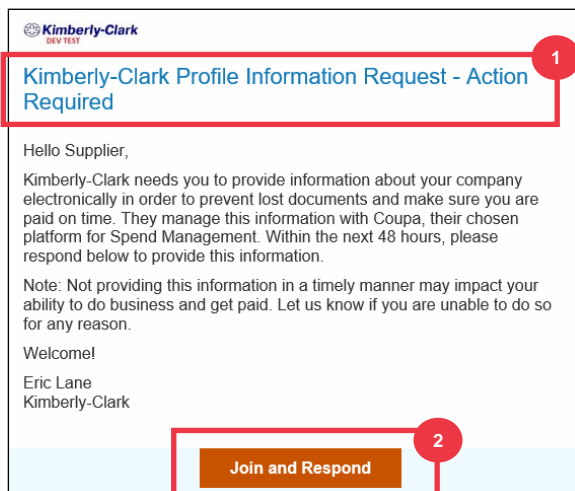 Kimberly-Clark
DEV TEST
1
Kimberly-Clark Profile Information Request - Action
Required
Hello Supplier,
Kimberly-Clark needs you to provide information about your company
electronically in order to prevent lost documents and make sure you are
paid on time. They manage this information with Coupa, their chosen
platform for Spend Management. Within the next 48 hours, please
respond below to provide this information.
Note: Not providing this information in a timely manner may impact your
ability to do business and get paid. Let us know if you are unable to do so
for any reason.
Welcome!
Eric Lane
Kimberly-Clark
2
Join and Respond